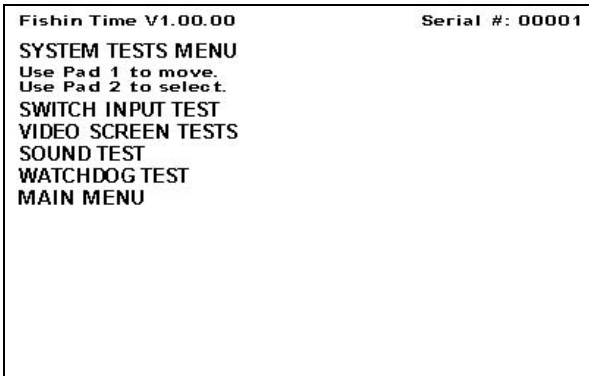 Fishin Time V1.00.00 Serial #: 00001
SYSTEM TESTS MENU
Use Pad 1 to move.
Use Pad 2 to select.
SWITCH INPUT TEST
VIDEO SCREEN TESTS
SOUND TEST
WATCHDOG TEST
MAIN MENU